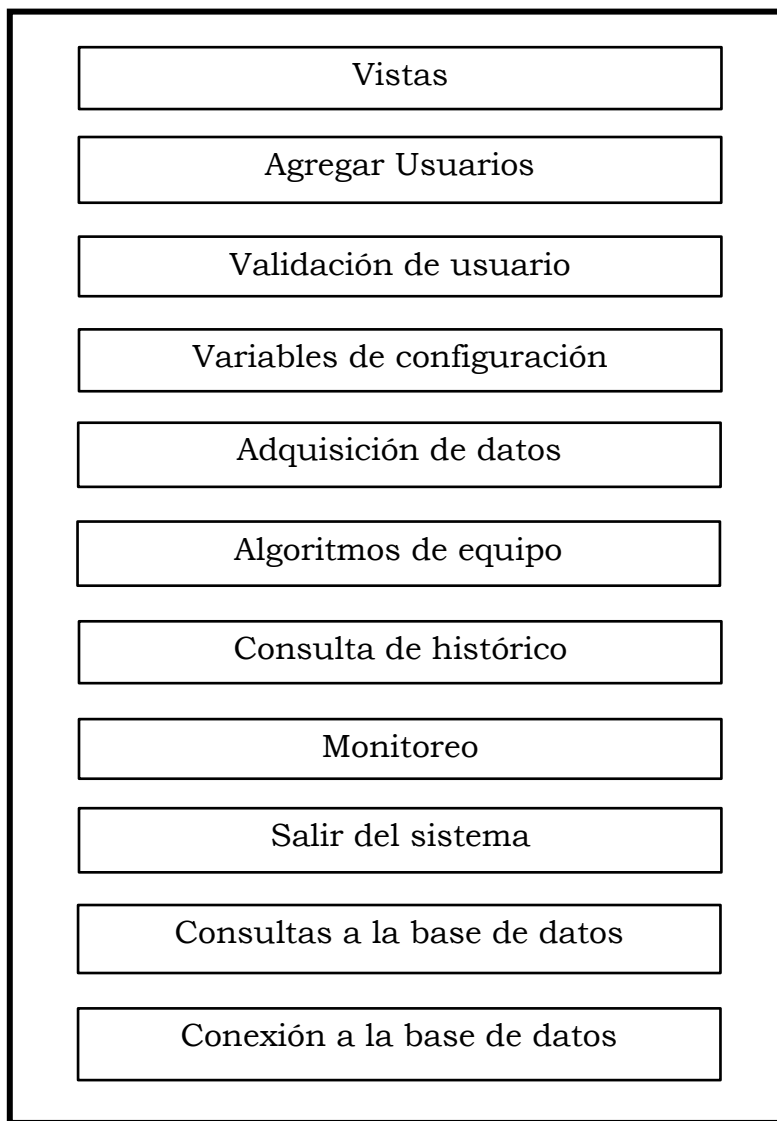 Vistas
Agregar Usuarios
Validación de usuario
Variables de configuración
Adquisición de datos
Algoritmos de equipo
Consulta de histórico
Monitoreo
Salir del sistema
Consultas a la base de datos
Conexión a la base de datos